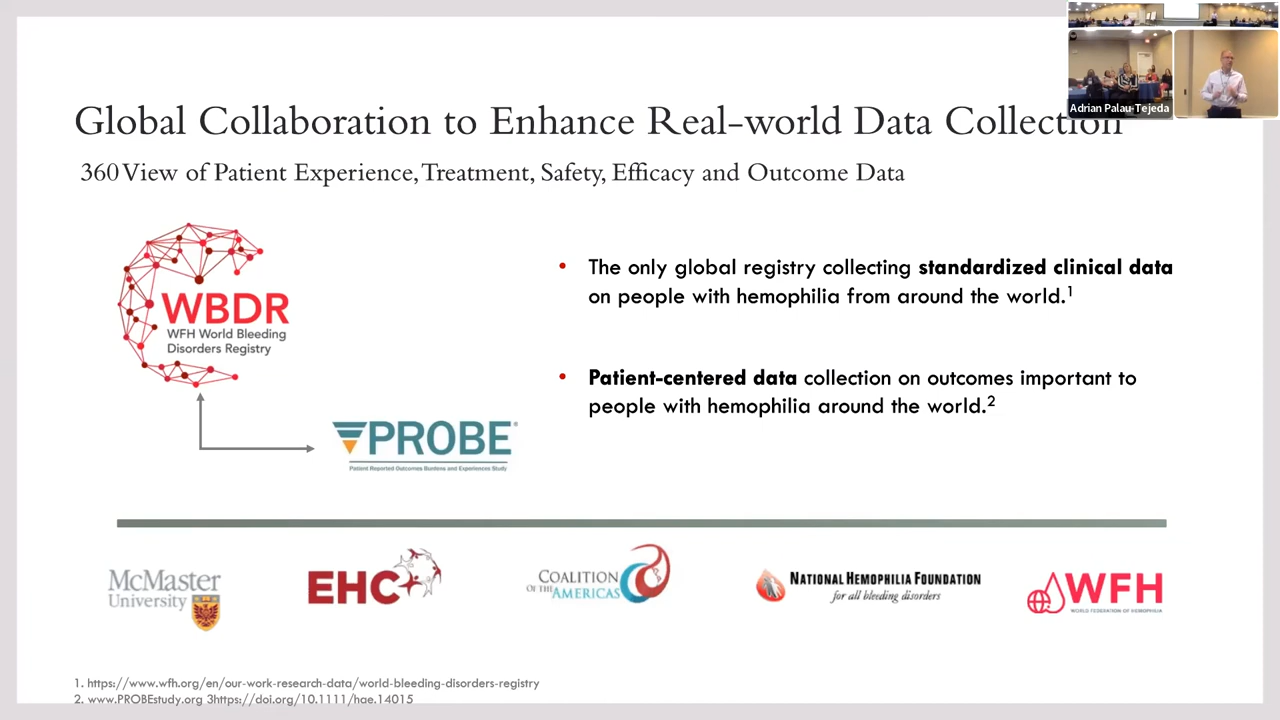 Global Collaboration to Enhance Real-world Data Collection
Adrian Palau-Tejeda
360 View of Patient Experience, Treatment, Safety, Efficacy and Outcome Data
WBDR
WFH World Bleeding
Disorders Registry
• The only global registry collecting standardized clinical data
on people with hemophilia from around the world.1
• Patient-centered data collection on outcomes important to
people with hemophilia around the world.2
PROBE®
Patient Reported Outcomes Burdens and Experiences Study
McMaster
University
EHC
COALITION
OF THE AMERICAS
NATIONAL HEMOPHILIA FOUNDATION
for all bleeding disorders
WFH
WORLD FEDERATION OF HEMOPHILIA
1. https://www.wfh.org/en/our-work-research-data/world-bleeding-disorders-registry
2. www.PROBEstudy.org 3https://doi.org/10.1111/hae.14015